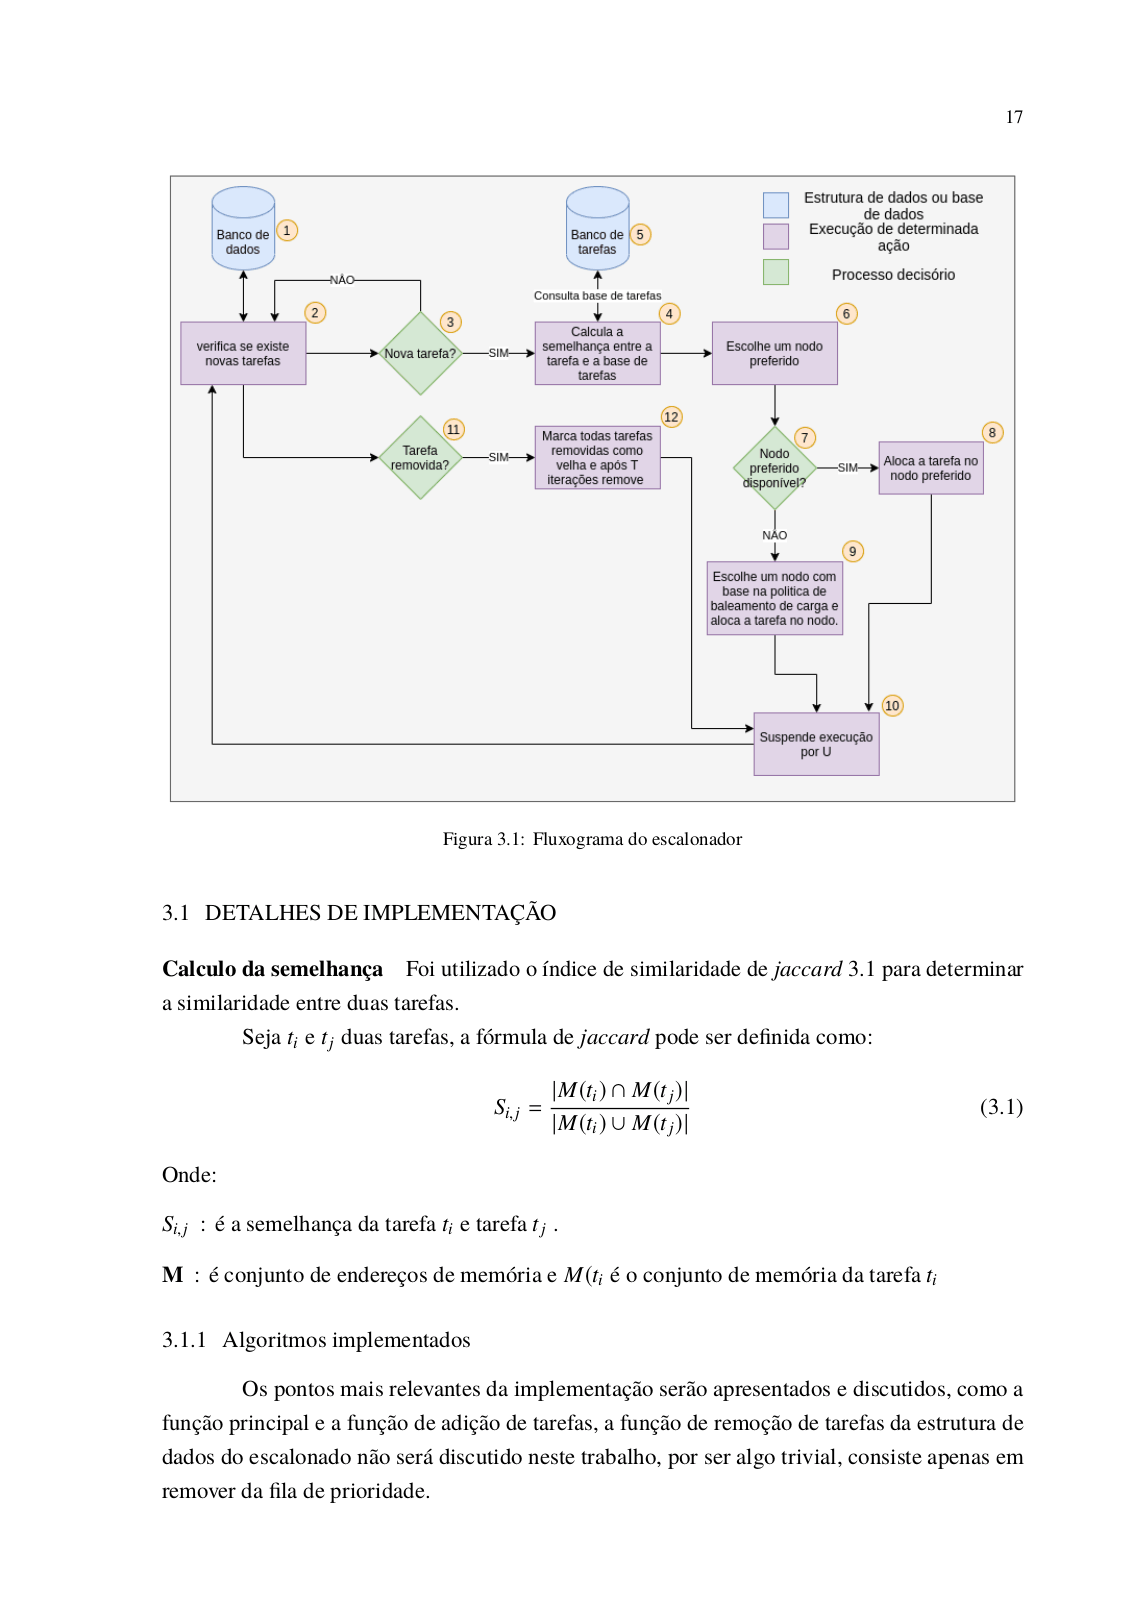 17
Banco de
dados
1
Banco de
tarefas
5
Estrutura de dados ou base
de dados
Execução de determinada
ação
Processo decisório
NÃO
Consulta base de tarefas
2
verifica se existe
novas tarefas
3
Nova tarefa?
SIM
4
Calcula a
semelhança entre a
tarefa e a base de
tarefas
6
Escolhe um nodo
preferido
11
Tarefa
removida?
SIM
12
Marca todas tarefas
removidas como
velha e após T
iterações remove
7
Nodo
preferido
disponível?
SIM
8
Aloca a tarefa no
nodo preferido
NÃO
9
Escolhe um nodo com
base na politica de
baleamento de carga e
aloca a tarefa no nodo.
10
Suspende execução
por U
Figura 3.1: Fluxograma do escalonador
3.1 DETALHES DE IMPLEMENTAÇÃO
Calculo da semelhança Foi utilizado o índice de similaridade de jaccard 3.1 para determinar
a similaridade entre duas tarefas.
Seja t_i e t_j duas tarefas, a fórmula de jaccard pode ser definida como:
S_{i,j} = |M(t_i) ∩ M(t_j)| / |M(t_i) ∪ M(t_j)| (3.1)
Onde:
S_{i,j} : é a semelhança da tarefa t_i e tarefa t_j .
M : é conjunto de endereços de memória e M(t_i é o conjunto de memória da tarefa t_i
3.1.1 Algoritmos implementados
Os pontos mais relevantes da implementação serão apresentados e discutidos, como a
função principal e a função de adição de tarefas, a função de remoção de tarefas da estrutura de
dados do escalonado não será discutido neste trabalho, por ser algo trivial, consiste apenas em
remover da fila de prioridade.